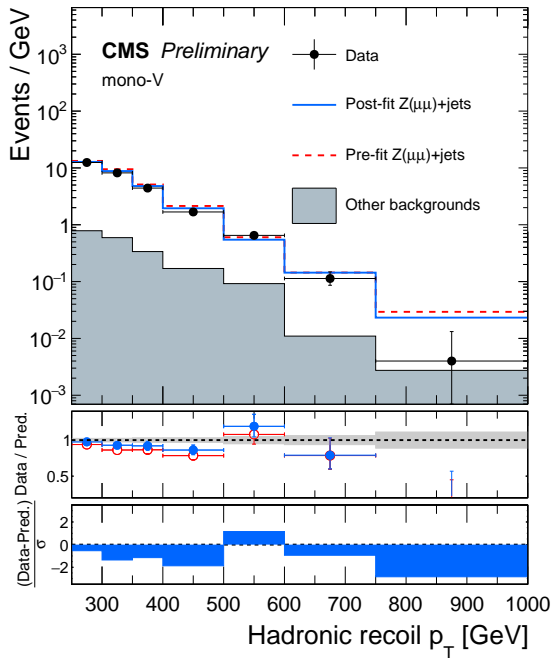 CMS Preliminary
mono-V
Data
Post-fit Z(μμ)+jets
Pre-fit Z(μμ)+jets
Other backgrounds
Events / GeV
10³
10²
10
1
10⁻¹
10⁻²
10⁻³
Data / Pred.
1
0.5
(Data-Pred.)
σ
2
0
−2
300 400 500 600 700 800 900 1000
Hadronic recoil p_T [GeV]